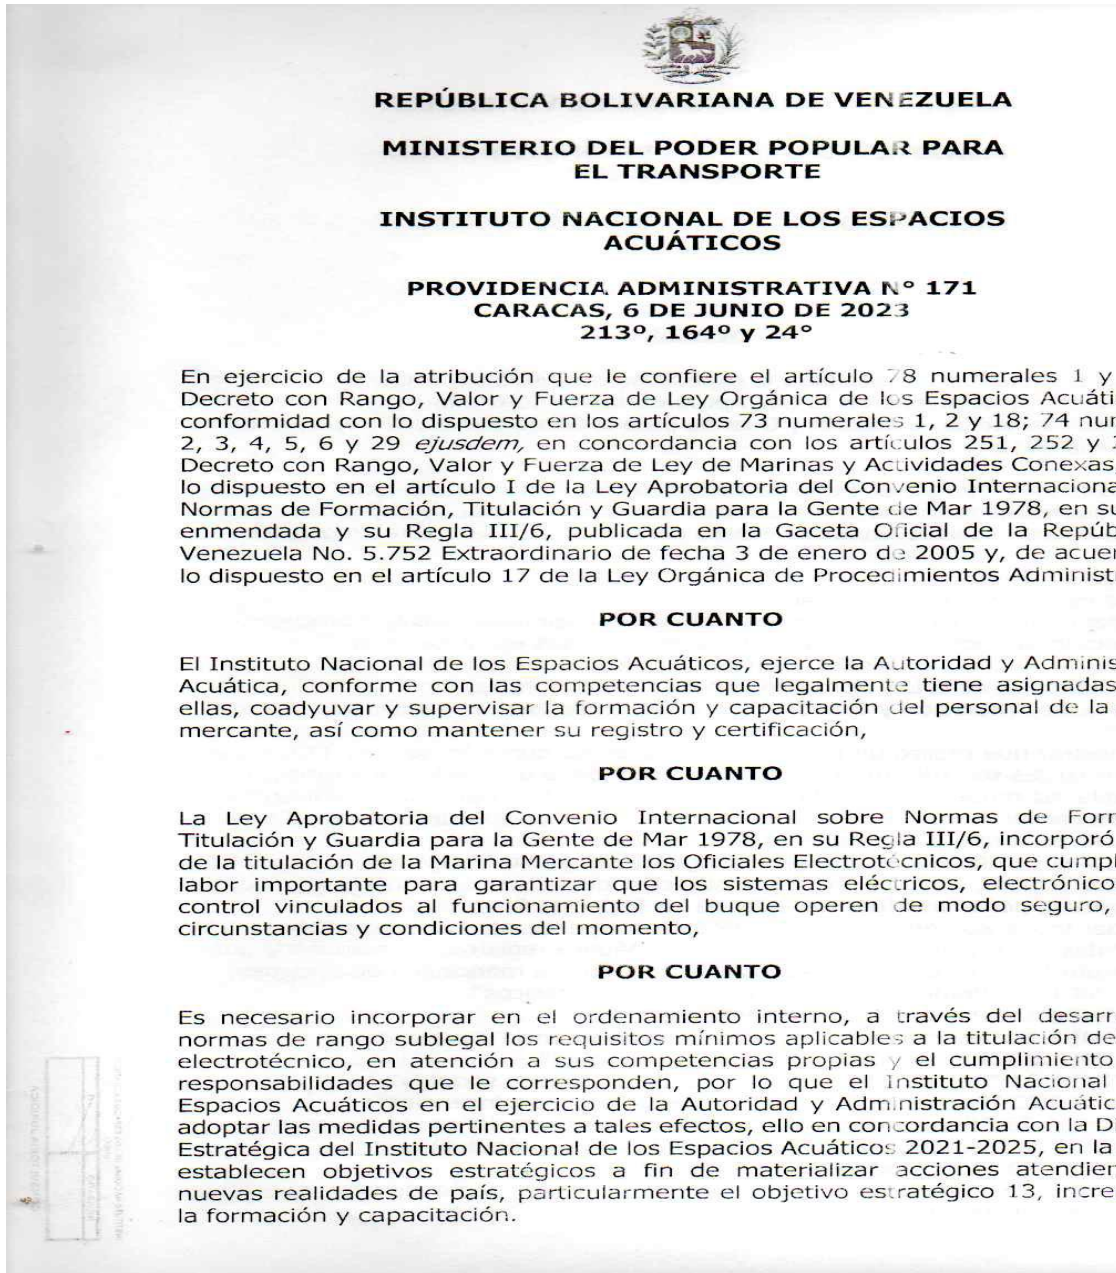 REPÚBLICA BOLIVARIANA DE VENEZUELA
MINISTERIO DEL PODER POPULAR PARA
EL TRANSPORTE
INSTITUTO NACIONAL DE LOS ESPACIOS
ACUÁTICOS
PROVIDENCIA ADMINISTRATIVA Nº 171
CARACAS, 6 DE JUNIO DE 2023
213º, 164º y 24°
En ejercicio de la atribución que le confiere el artículo 78 numerales 1 y
Decreto con Rango, Valor y Fuerza de Ley Orgánica de los Espacios Acuáti
conformidad con lo dispuesto en los artículos 73 numerales 1, 2 y 18; 74 nu
2, 3, 4, 5, 6 y 29 ejusdem, en concordancia con los artículos 251, 252 y
Decreto con Rango, Valor y Fuerza de Ley de Marinas y Actividades Conexas
lo dispuesto en el artículo I de la Ley Aprobatoria del Convenio Internaciona
Normas de Formación, Titulación y Guardia para la Gente de Mar 1978, en su
enmendada y su Regla III/6, publicada en la Gaceta Oficial de la Repúb
Venezuela No. 5.752 Extraordinario de fecha 3 de enero de 2005 y, de acue
lo dispuesto en el artículo 17 de la Ley Orgánica de Procedimientos Administ
POR CUANTO
El Instituto Nacional de los Espacios Acuáticos, ejerce la Autoridad y Adminis
Acuática, conforme con las competencias que legalmente tiene asignadas
ellas, coadyuvar y supervisar la formación y capacitación del personal de la
mercante, así como mantener su registro y certificación,
POR CUANTO
La Ley Aprobatoria del Convenio Internacional sobre Normas de For
Titulación y Guardia para la Gente de Mar 1978, en su Regla III/6, incorporó
de la titulación de la Marina Mercante los Oficiales Electrotécnicos, que cumpl
labor importante para garantizar que los sistemas eléctricos, electrónico
control vinculados al funcionamiento del buque operen de modo seguro,
circunstancias y condiciones del momento,
POR CUANTO
Es necesario incorporar en el ordenamiento interno, a través del desarr
normas de rango sublegal los requisitos mínimos aplicables a la titulación de
electrotécnico, en atención a sus competencias propias y el cumplimiento
responsabilidades que le corresponden, por lo que el Instituto Nacional
Espacios Acuáticos en el ejercicio de la Autoridad y Administración Acuátic
adoptar las medidas pertinentes a tales efectos, ello en concordancia con la D
Estratégica del Instituto Nacional de los Espacios Acuáticos 2021-2025, en la
establecen objetivos estratégicos a fin de materializar acciones atendier
nuevas realidades de país, particularmente el objetivo estratégico 13, incre
la formación y capacitación.